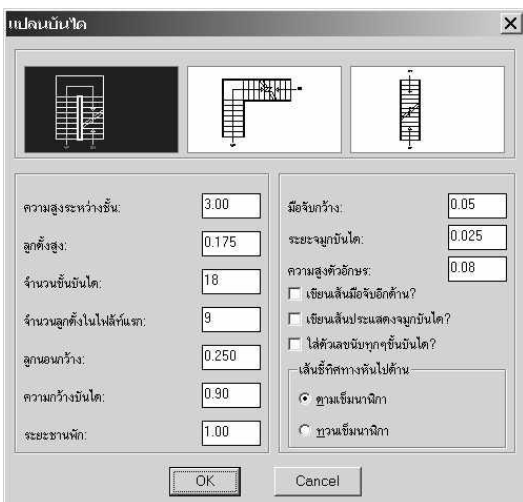 แปลนบันได
ความสูงระหว่างชั้น: 3.00
ลูกตั้งสูง: 0.175
จำนวนชั้นบันได: 18
จำนวนลูกตั้งในไฟล้ท์แรก: 9
ลูกนอนกว้าง: 0.250
ความกว้างบันได: 0.90
ระยะชานพัก: 1.00
มือจับกว้าง: 0.05
ระยะจมูกบันได: 0.025
ความสูงตัวอักษร: 0.08
เขียนเส้นมือจับอีกด้าน?
เขียนเส้นประแสดงจมูกบันได?
ใส่ตัวเลขนับทุกๆขั้นบันได?
เส้นชี้ทิศทางหันไปด้าน
ตามเข็มนาฬิกา
ทวนเข็มนาฬิกา
OK
Cancel